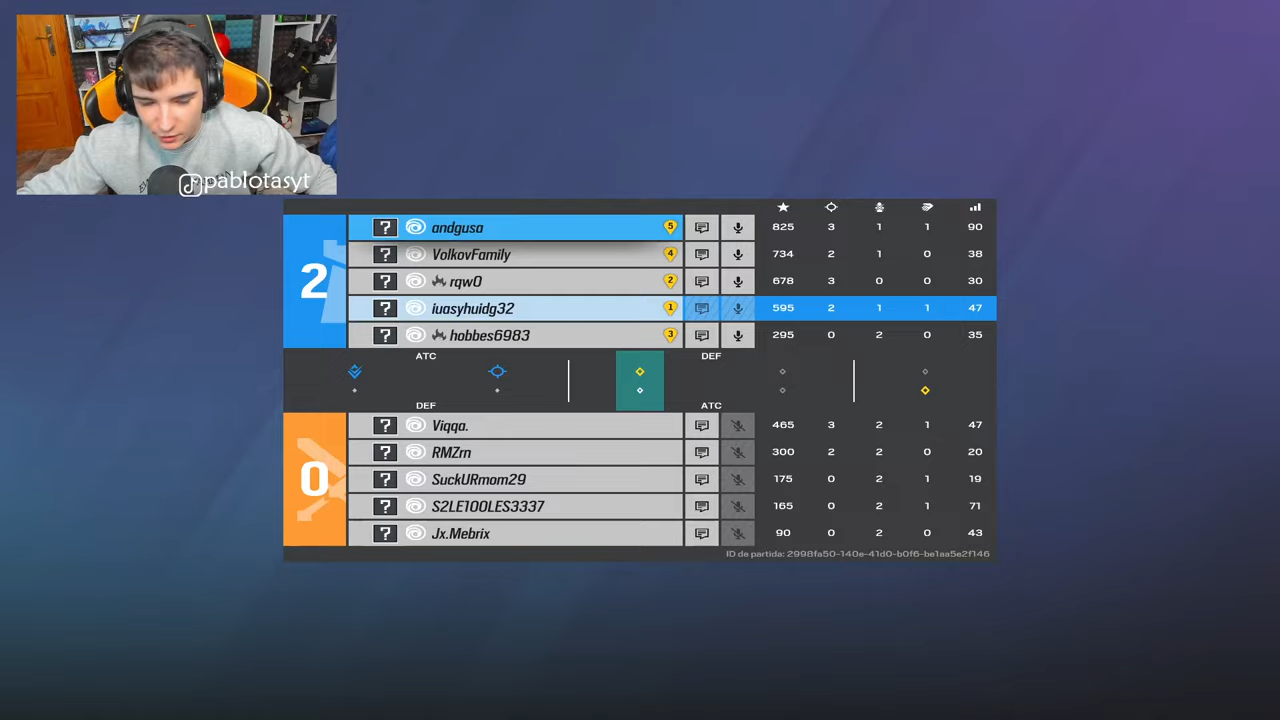 pablotasyt
2
? andgusa 5 825 3 1 1 90
? VolkovFamily 4 734 2 1 0 38
? rqw0 2 678 3 0 0 30
? iuasyhuidg32 1 595 2 1 1 47
? hobbes6983 3 295 0 2 0 35
ATC DEF
DEF ATC
0
? Viqqa. 465 3 2 1 47
? RMZrn 300 2 2 0 20
? SuckURmom29 175 0 2 1 19
? S2LE100LES3337 165 0 2 1 71
? Jx.Mebrix 90 0 2 0 43
ID de partida: 2998fa50-140e-41d0-b0f6-be1aa5e2f146